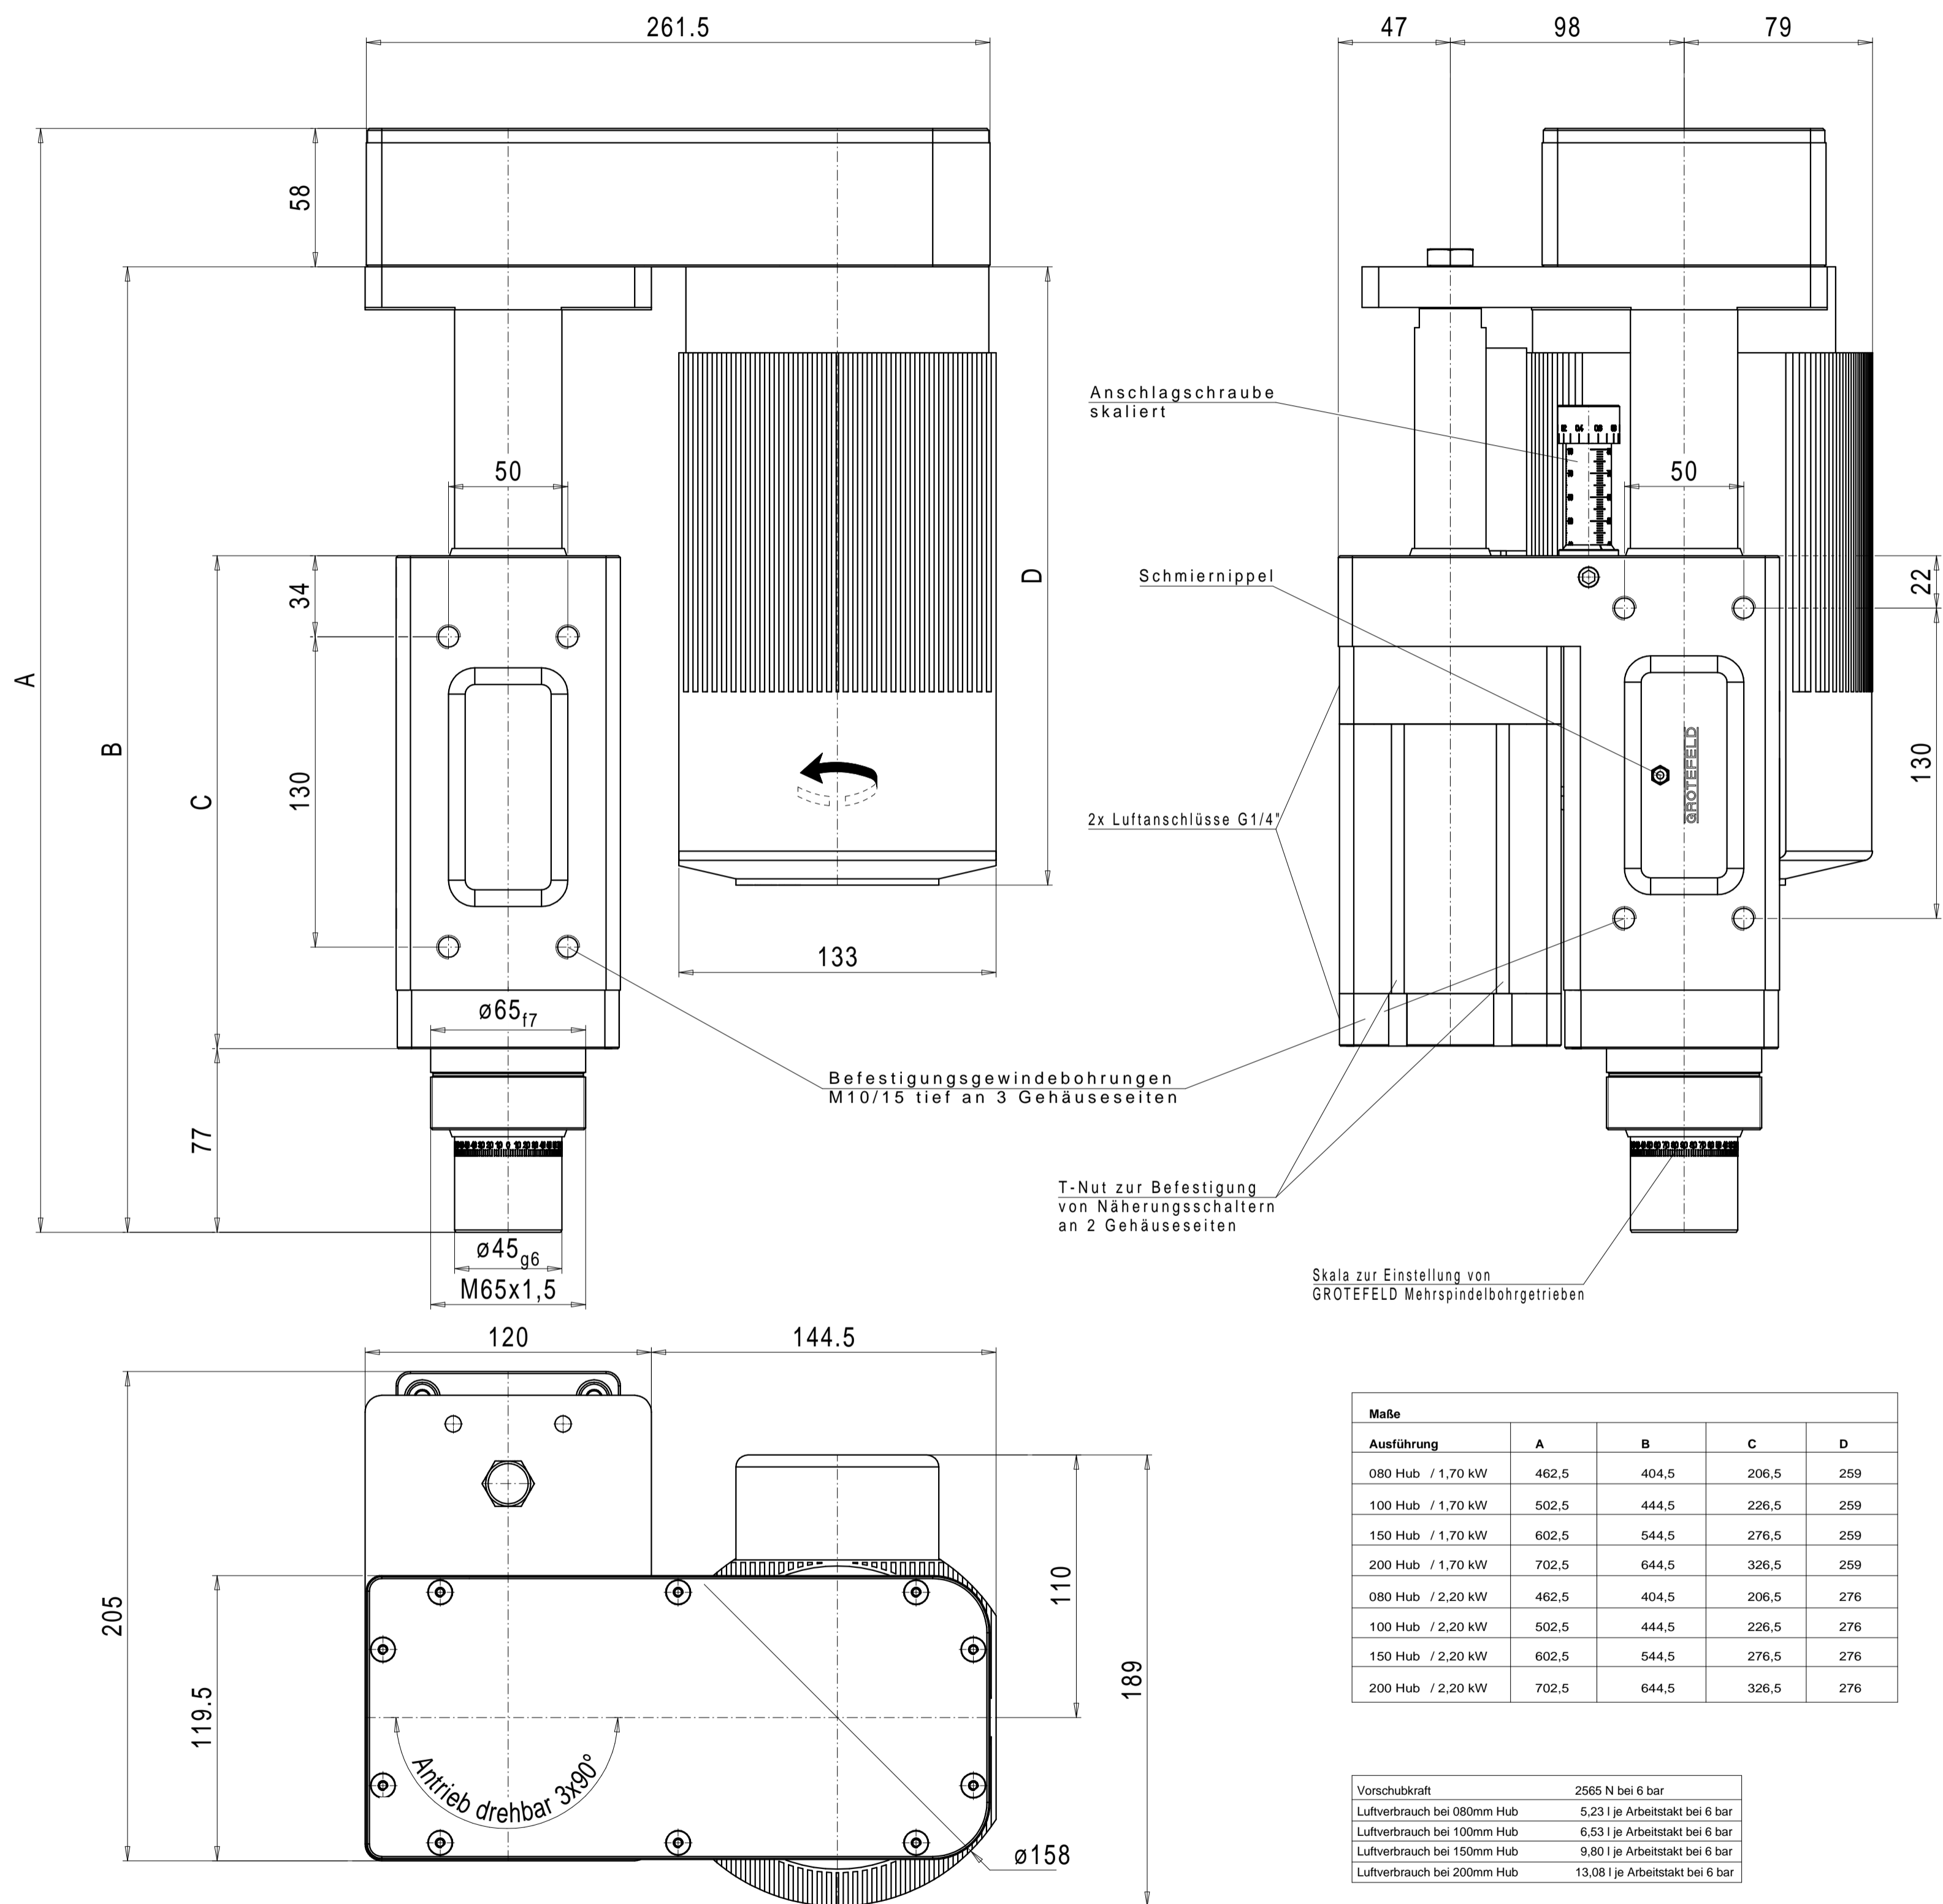 261.5
47 98 79
58
A
B
C
D
50
34
130
133
ø65f7
77
ø45g6
M65x1,5
Anschlagschraube
skaliert
50
Schmiernippel
22
130
GROTEFELD
2x Luftanschlüsse G1/4"
Befestigungsgewindebohrungen
M10/15 tief an 3 Gehäuseseiten
T-Nut zur Befestigung
von Näherungsschaltern
an 2 Gehäuseseiten
Skala zur Einstellung von
GROTEFELD Mehrspindelbohrgetrieben
120 144.5
205
119.5
110
189
Antrieb drehbar 3x90°
ø158
Maße
Ausführung A B C D
080 Hub / 1,70 kW 462,5 404,5 206,5 259
100 Hub / 1,70 kW 502,5 444,5 226,5 259
150 Hub / 1,70 kW 602,5 544,5 276,5 259
200 Hub / 1,70 kW 702,5 644,5 326,5 259
080 Hub / 2,20 kW 462,5 404,5 206,5 276
100 Hub / 2,20 kW 502,5 444,5 226,5 276
150 Hub / 2,20 kW 602,5 544,5 276,5 276
200 Hub / 2,20 kW 702,5 644,5 326,5 276
Vorschubkraft 2565 N bei 6 bar
Luftverbrauch bei 080mm Hub 5,23 l je Arbeitstakt bei 6 bar
Luftverbrauch bei 100mm Hub 6,53 l je Arbeitstakt bei 6 bar
Luftverbrauch bei 150mm Hub 9,80 l je Arbeitstakt bei 6 bar
Luftverbrauch bei 200mm Hub 13,08 l je Arbeitstakt bei 6 bar